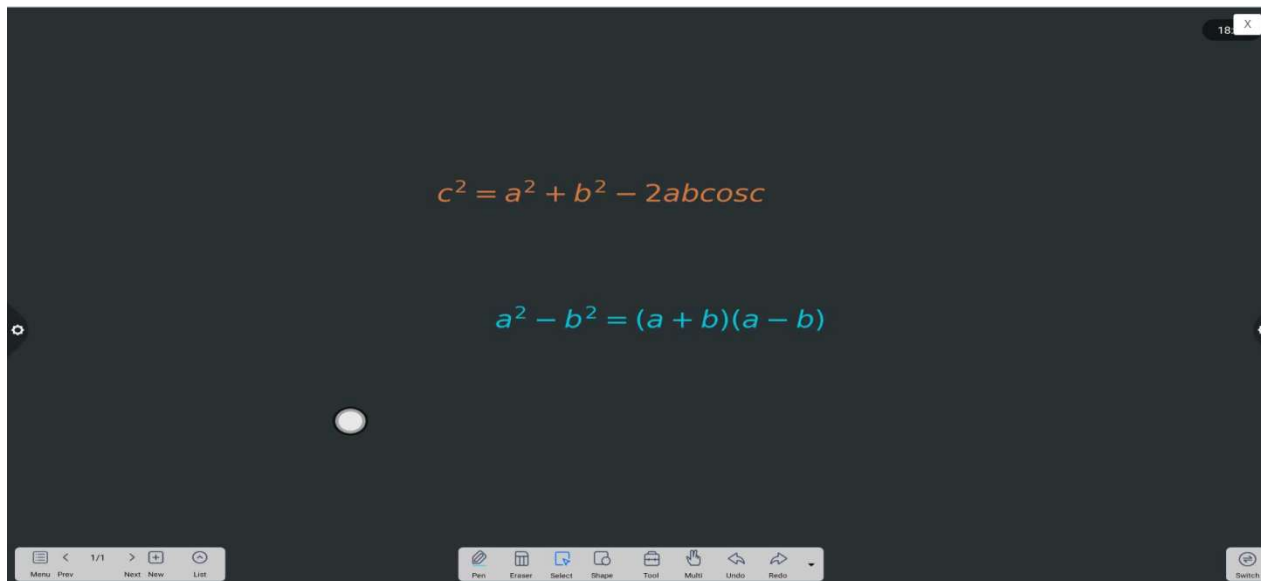 18:
X
c² = a² + b² − 2abcosc
a² − b² = (a + b)(a − b)
1/1
Menu Prev Next New List
Pen Eraser Select Shape Tool Multi Undo Redo
Switch